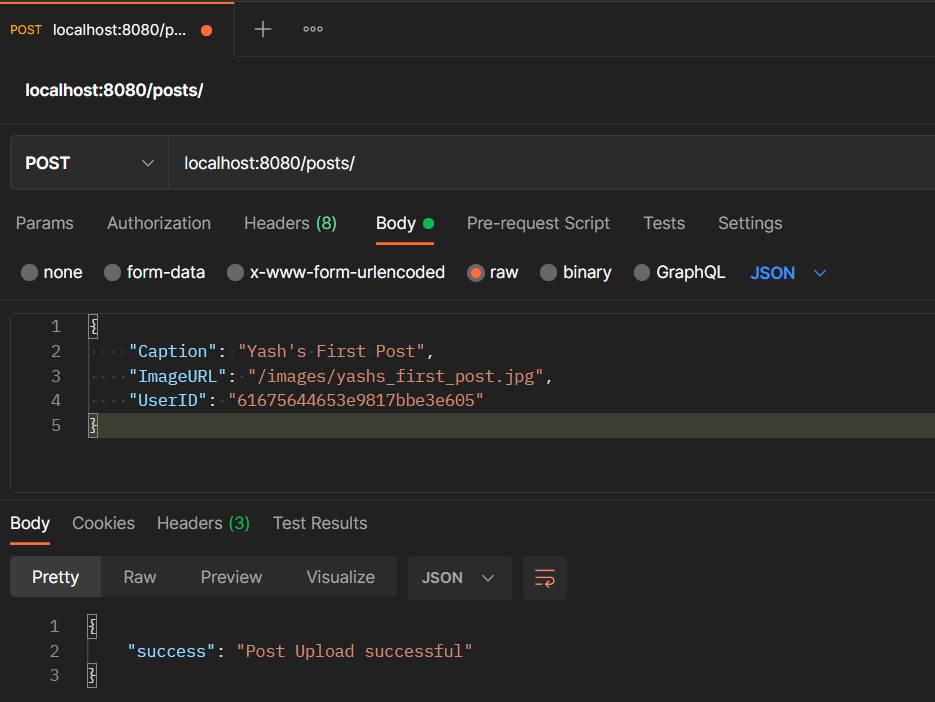 POST localhost:8080/p...
localhost:8080/posts/
POST localhost:8080/posts/
Params Authorization Headers (8) Body Pre-request Script Tests Settings
none form-data x-www-form-urlencoded raw binary GraphQL JSON
1 {
2 "Caption": "Yash's First Post",
3 "ImageURL": "/images/yashs_first_post.jpg",
4 "UserID": "61675644653e9817bbe3e605"
5 }
Body Cookies Headers (3) Test Results
Pretty Raw Preview Visualize JSON
1 {
2 "success": "Post Upload successful"
3 }